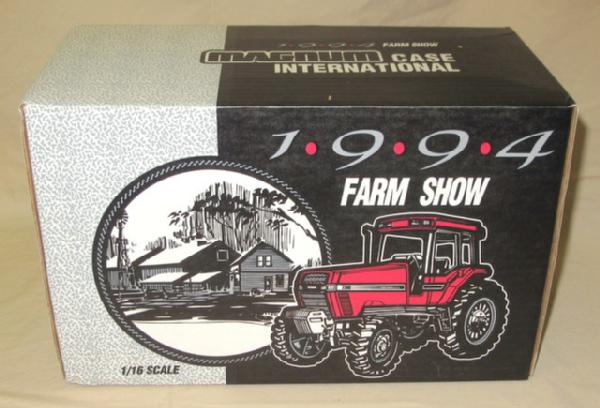 1·9·9·4 FARM SHOW
MAGNUM CASE
INTERNATIONAL
1·9·9·4
FARM SHOW
1/16 SCALE